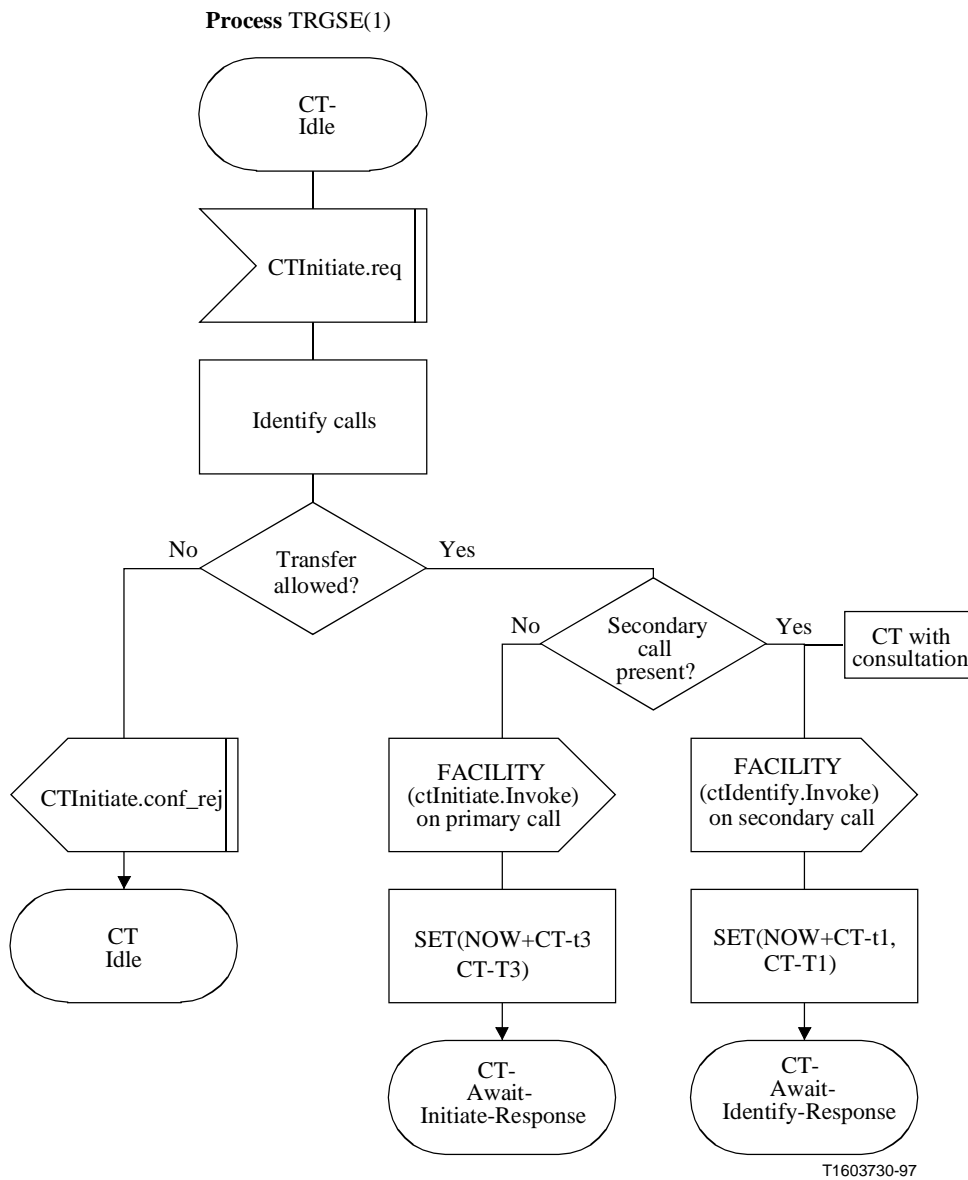 Process TRGSE(1)
CT-
Idle
CTInitiate.req
Identify calls
No
Transfer
allowed?
Yes
No
Secondary
call
present?
Yes
CT with
consultation
CTInitiate.conf_rej
FACILITY
(ctInitiate.Invoke)
on primary call
FACILITY
(ctIdentify.Invoke)
on secondary call
CT
Idle
SET(NOW+CT-t3
CT-T3)
SET(NOW+CT-t1,
CT-T1)
CT-
Await-
Initiate-Response
CT-
Await-
Identify-Response
T1603730-97